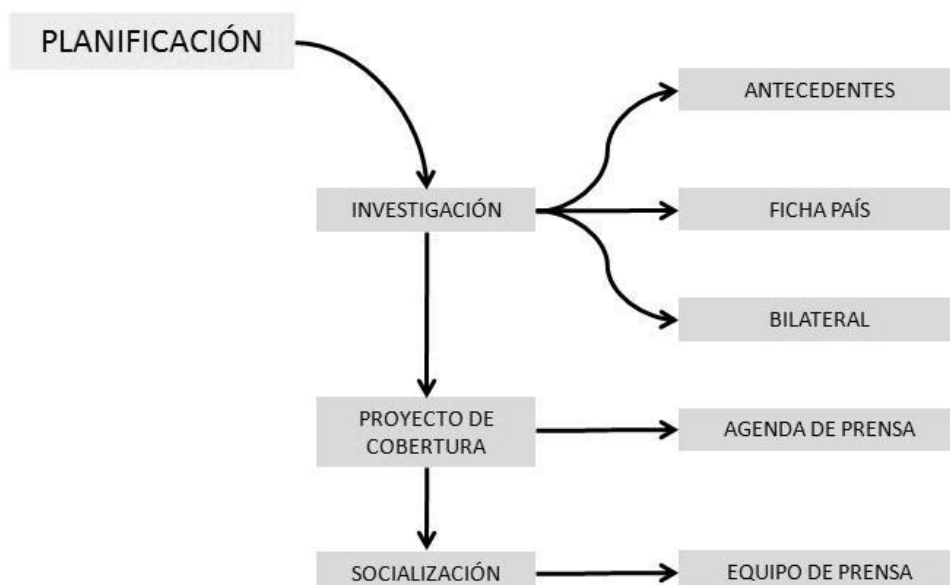 PLANIFICACIÓN
ANTECEDENTES
INVESTIGACIÓN
FICHA PAÍS
BILATERAL
PROYECTO DE
COBERTURA
AGENDA DE PRENSA
SOCIALIZACIÓN
EQUIPO DE PRENSA